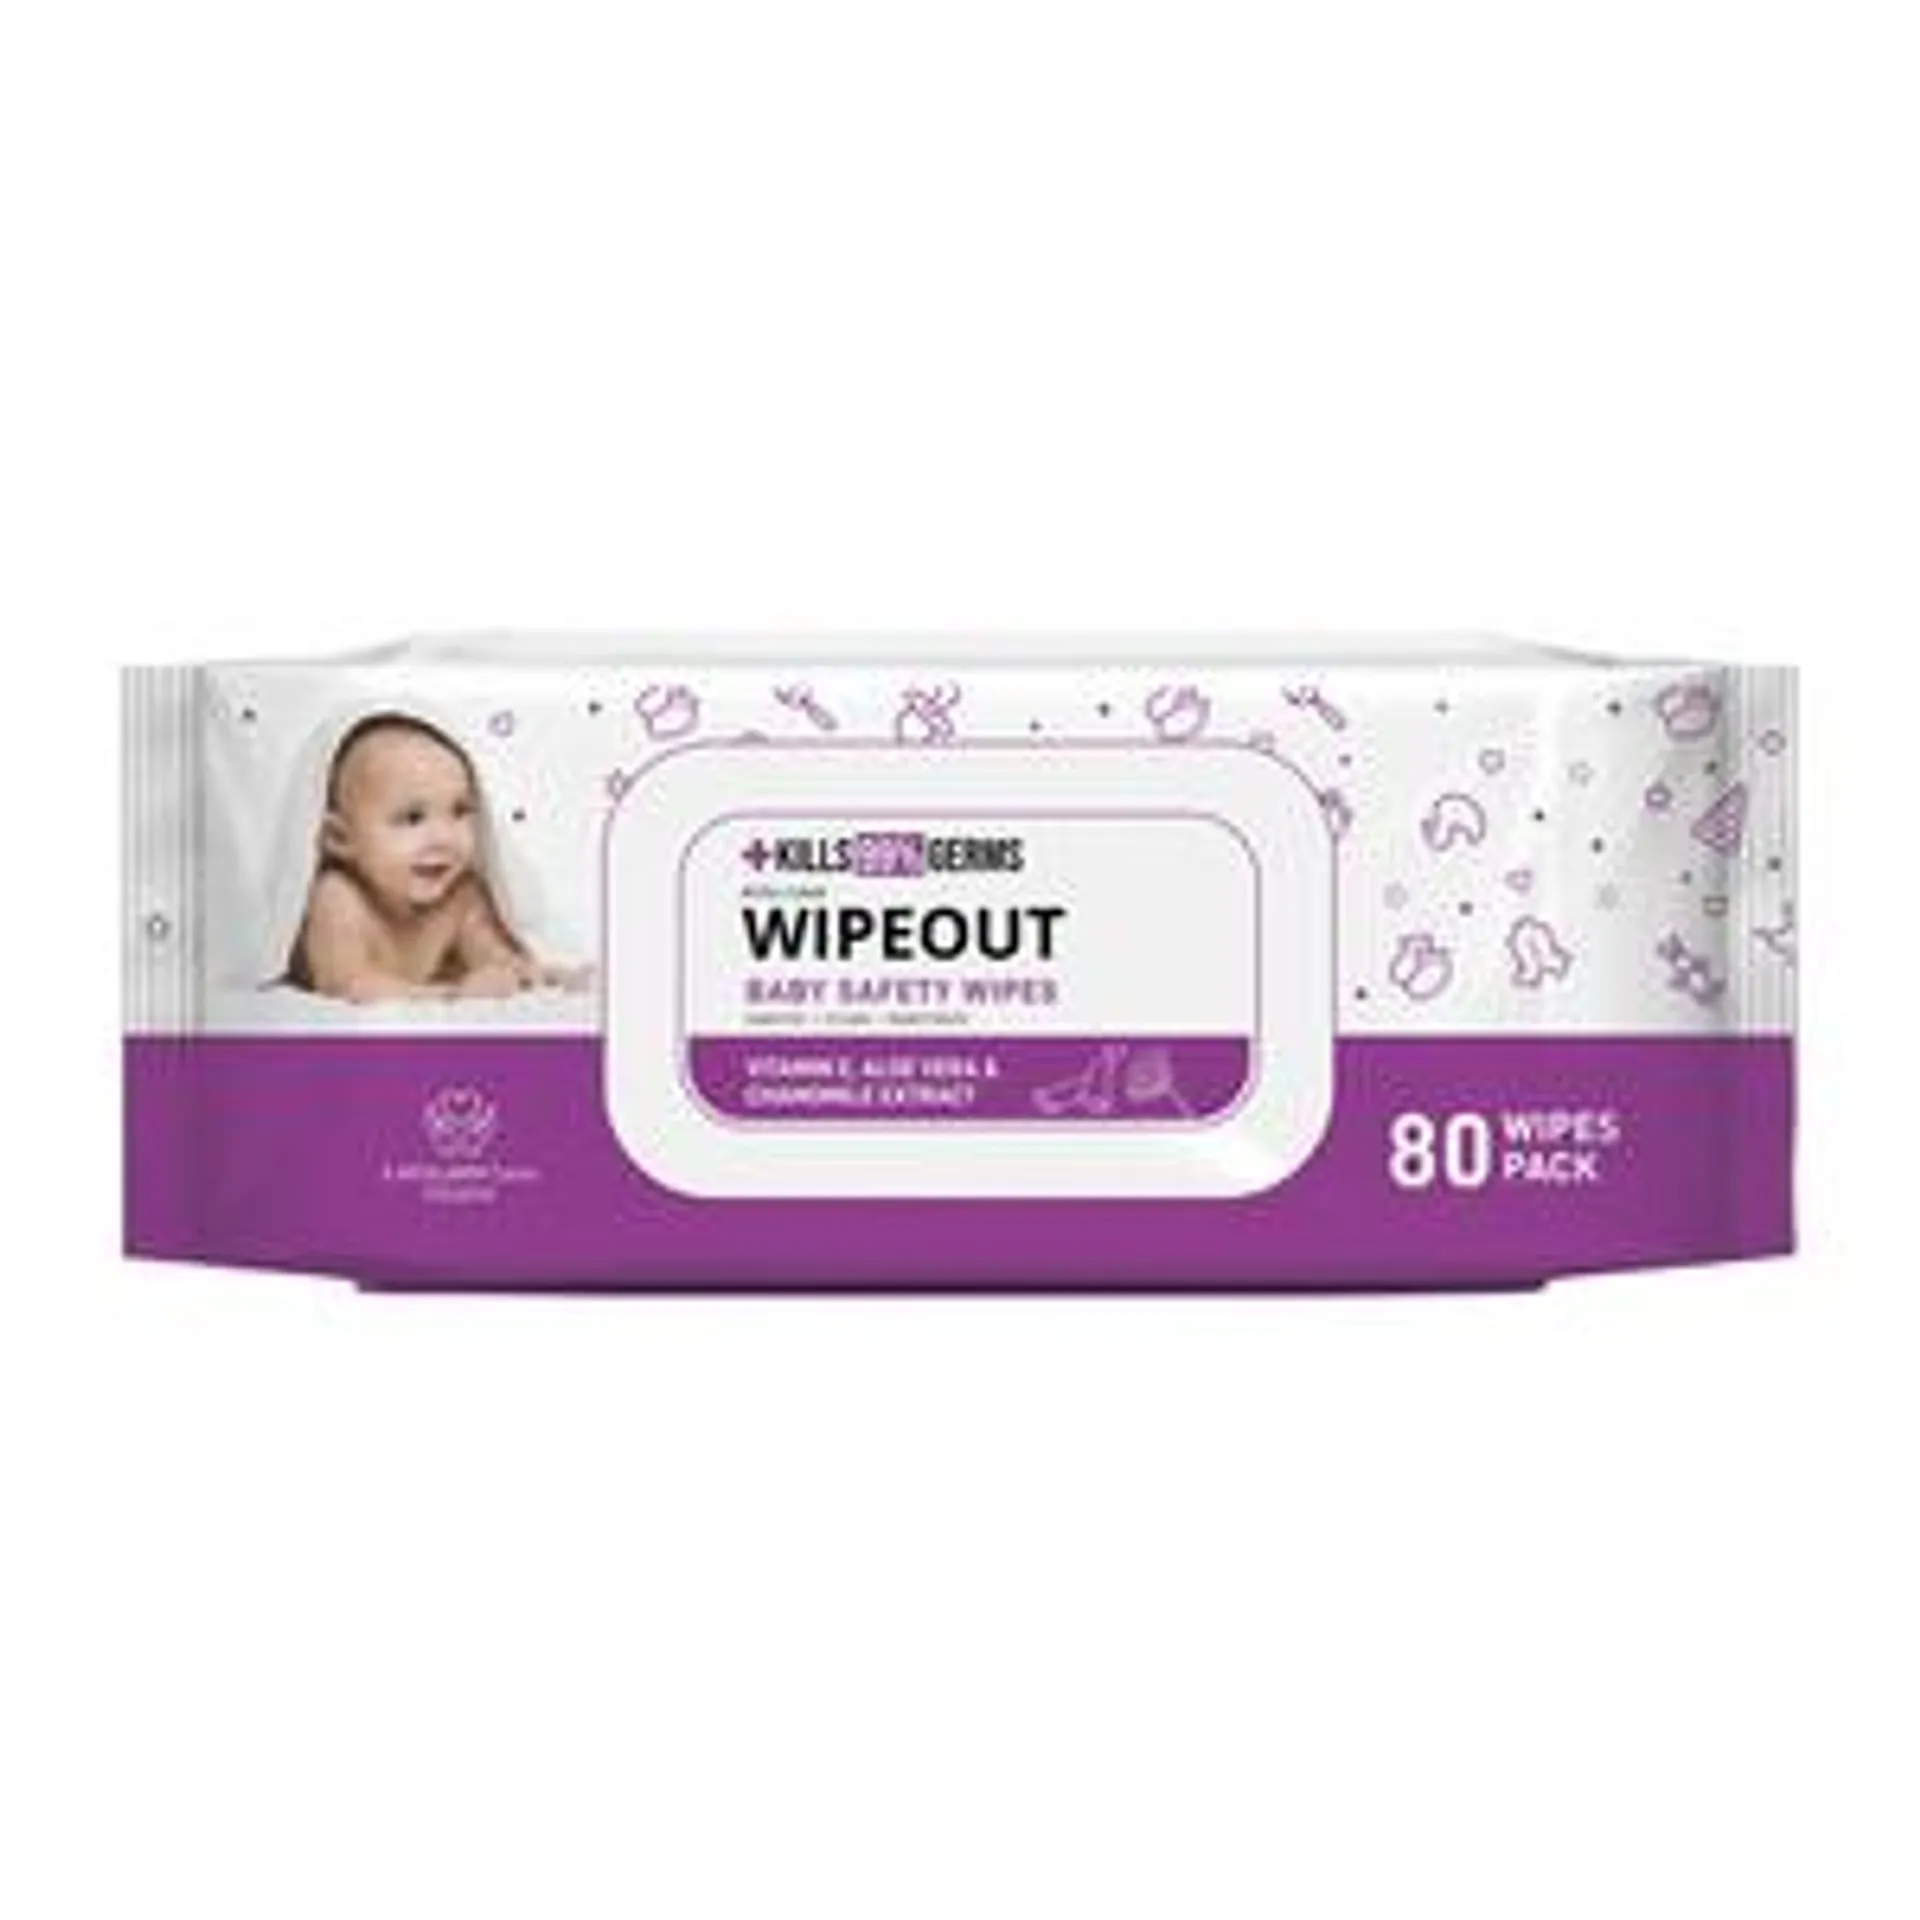 +KILLS 99% GERMS
WIPEOUT
BABY SAFETY WIPES
VITAMIN E, ALOE VERA &
CHAMOMILE EXTRACT
80 WIPES
PACK